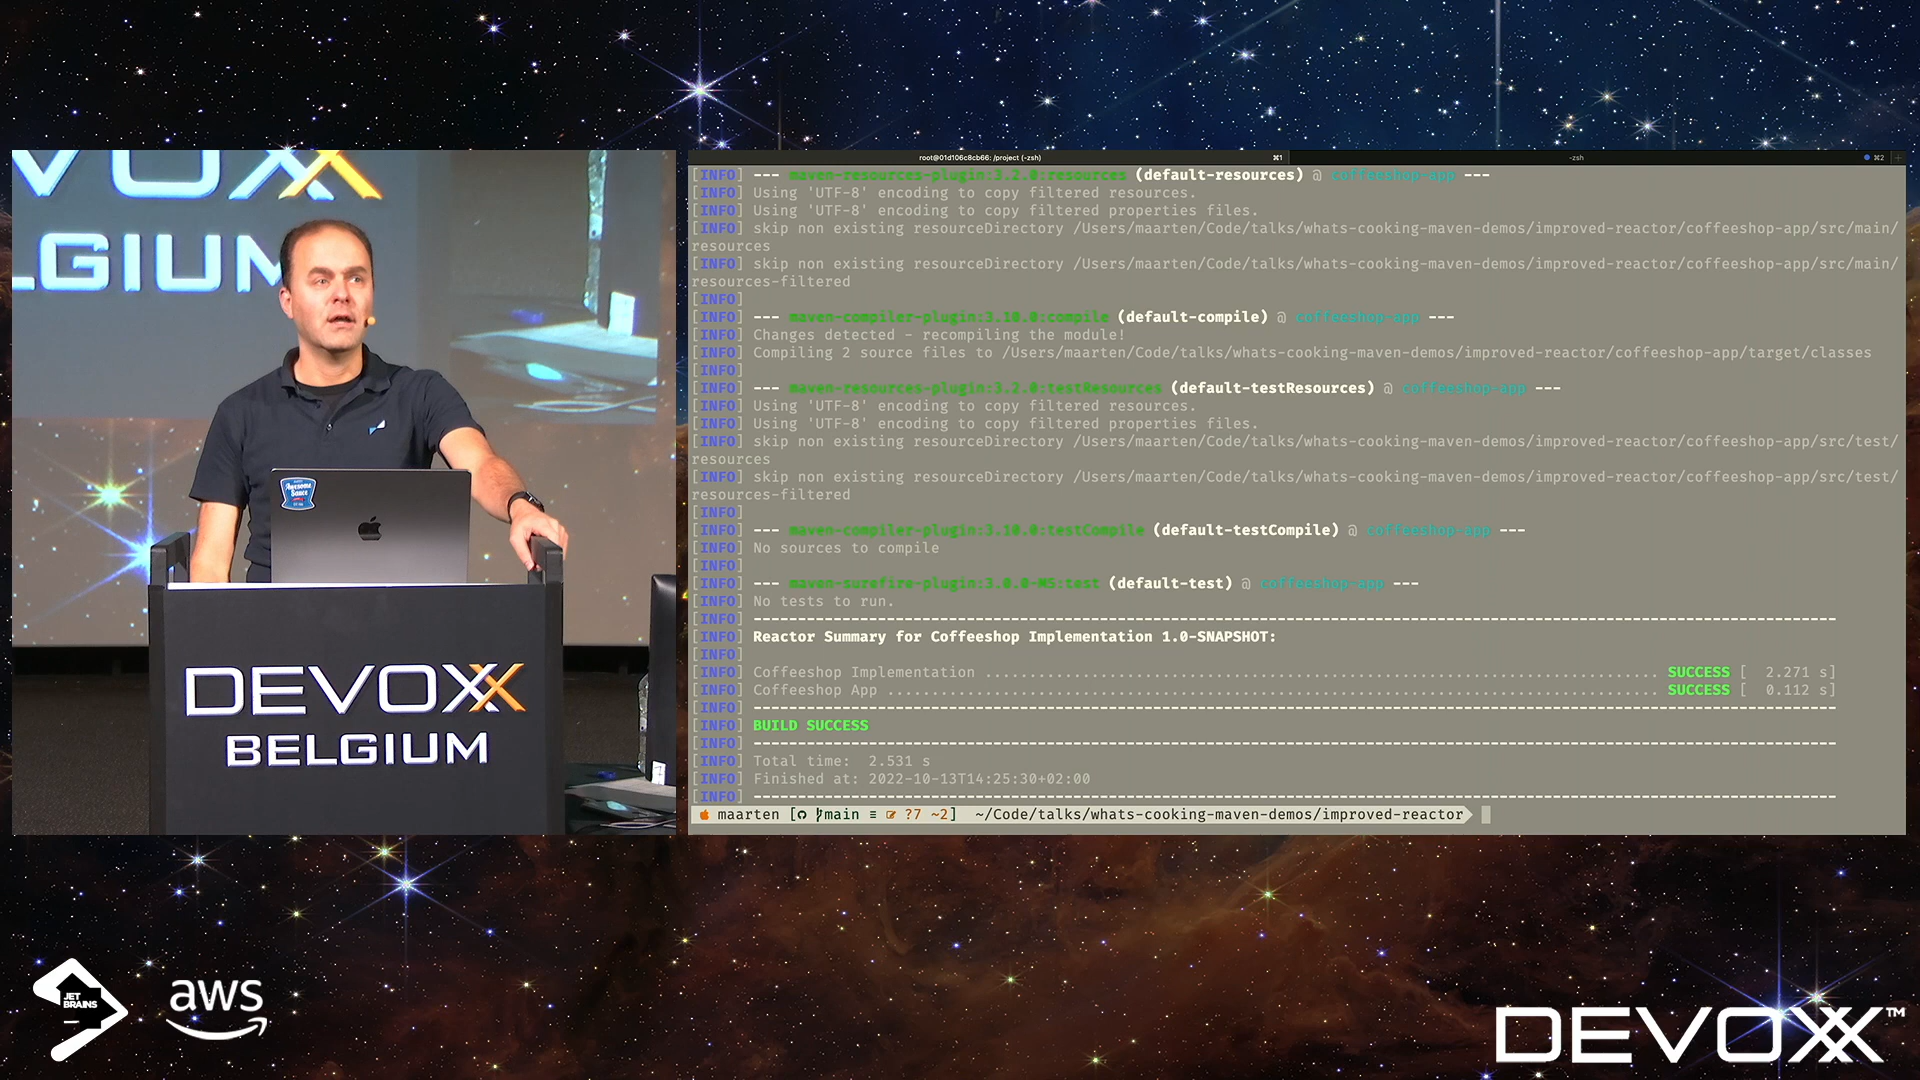 DEVOXX
BELGIUM
Awesome
Sauce
DEVOXX
BELGIUM
root@01d106c8cb66: /project (-zsh) ⌘1 -zsh ⌘2 +
[INFO] --- maven-resources-plugin:3.2.0:resources (default-resources) @ coffeeshop-app ---
[INFO] Using 'UTF-8' encoding to copy filtered resources.
[INFO] Using 'UTF-8' encoding to copy filtered properties files.
[INFO] skip non existing resourceDirectory /Users/maarten/Code/talks/whats-cooking-maven-demos/improved-reactor/coffeeshop-app/src/main/
resources
[INFO] skip non existing resourceDirectory /Users/maarten/Code/talks/whats-cooking-maven-demos/improved-reactor/coffeeshop-app/src/main/
resources-filtered
[INFO]
[INFO] --- maven-compiler-plugin:3.10.0:compile (default-compile) @ coffeeshop-app ---
[INFO] Changes detected - recompiling the module!
[INFO] Compiling 2 source files to /Users/maarten/Code/talks/whats-cooking-maven-demos/improved-reactor/coffeeshop-app/target/classes
[INFO]
[INFO] --- maven-resources-plugin:3.2.0:testResources (default-testResources) @ coffeeshop-app ---
[INFO] Using 'UTF-8' encoding to copy filtered resources.
[INFO] Using 'UTF-8' encoding to copy filtered properties files.
[INFO] skip non existing resourceDirectory /Users/maarten/Code/talks/whats-cooking-maven-demos/improved-reactor/coffeeshop-app/src/test/
resources
[INFO] skip non existing resourceDirectory /Users/maarten/Code/talks/whats-cooking-maven-demos/improved-reactor/coffeeshop-app/src/test/
resources-filtered
[INFO]
[INFO] --- maven-compiler-plugin:3.10.0:testCompile (default-testCompile) @ coffeeshop-app ---
[INFO] No sources to compile
[INFO]
[INFO] --- maven-surefire-plugin:3.0.0-M5:test (default-test) @ coffeeshop-app ---
[INFO] No tests to run.
[INFO] ------------------------------------------------------------------------
[INFO] Reactor Summary for Coffeeshop Implementation 1.0-SNAPSHOT:
[INFO]
[INFO] Coffeeshop Implementation ............................. SUCCESS [  2.271 s]
[INFO] Coffeeshop App ........................................ SUCCESS [  0.112 s]
[INFO] ------------------------------------------------------------------------
[INFO] BUILD SUCCESS
[INFO] ------------------------------------------------------------------------
[INFO] Total time:  2.531 s
[INFO] Finished at: 2022-10-13T14:25:30+02:00
[INFO] ------------------------------------------------------------------------
maarten [main ≡ ?7 ~2] ~/Code/talks/whats-cooking-maven-demos/improved-reactor
JET
BRAINS
aws
DEVOXX™